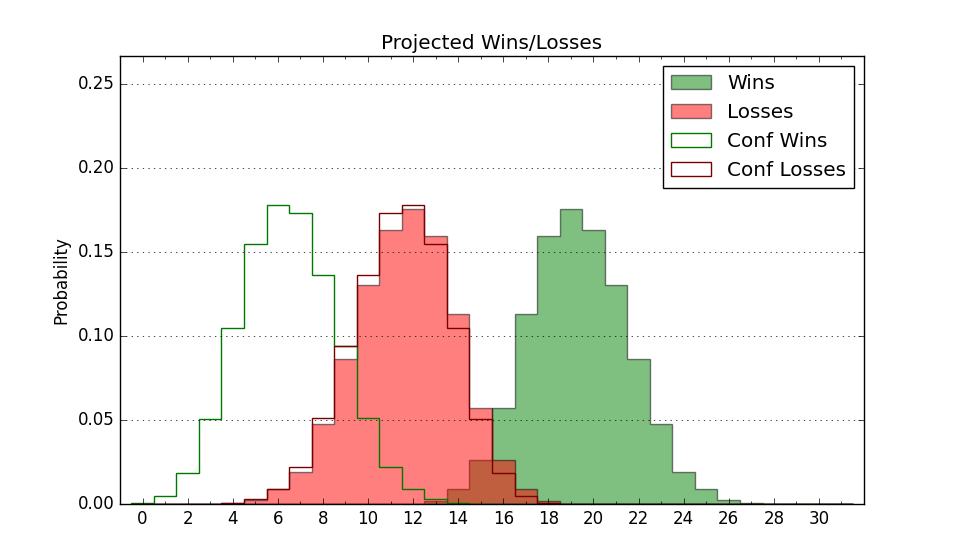 Projected Wins/Losses
Probability
0.25
0.20
0.15
0.10
0.05
0.00
0 2 4 6 8 10 12 14 16 18 20 22 24 26 28 30
Wins
Losses
Conf Wins
Conf Losses